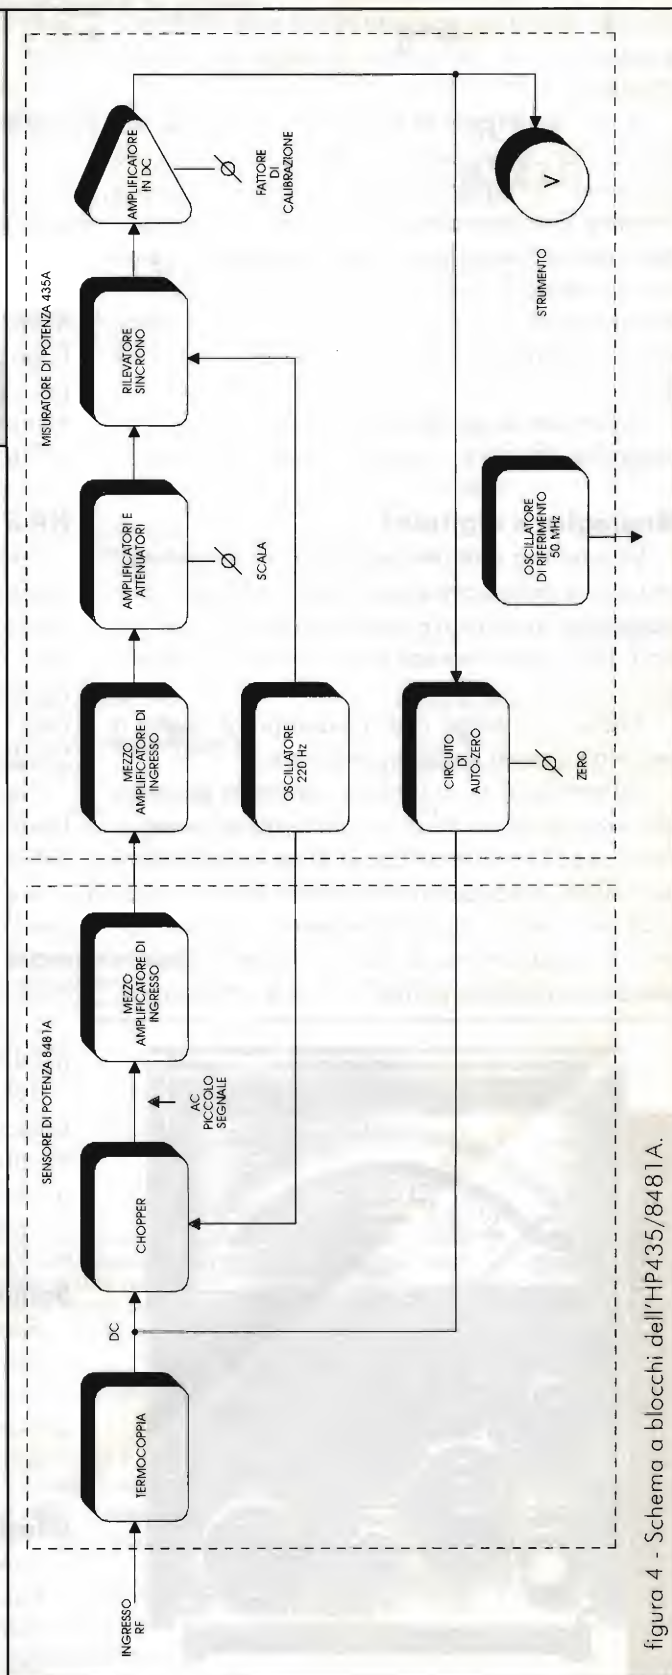 SENSORE DI POTENZA 8481A
INGRESSO
RF
TERMOCOPPIA
DC
CHOPPER
AC
PICCOLO
SEGNALE
MEZZO
AMPLIFICATORE DI
INGRESSO
MISURATORE DI POTENZA 435A
MEZZO
AMPLIFICATORE DI
INGRESSO
AMPLIFICATORI E
ATTENUATORI
SCALA
RILEVATORE
SINCRONO
AMPLIFICATORE
IN DC
FATTORE
DI
CALIBRAZIONE
OSCILLATORE
220 Hz
CIRCUITO
DI
AUTO-ZERO
ZERO
OSCILLATORE
DI RIFERIMENTO
50 MHz
STRUMENTO
V
figura 4 - Schema a blocchi dell'HP435/8481A.